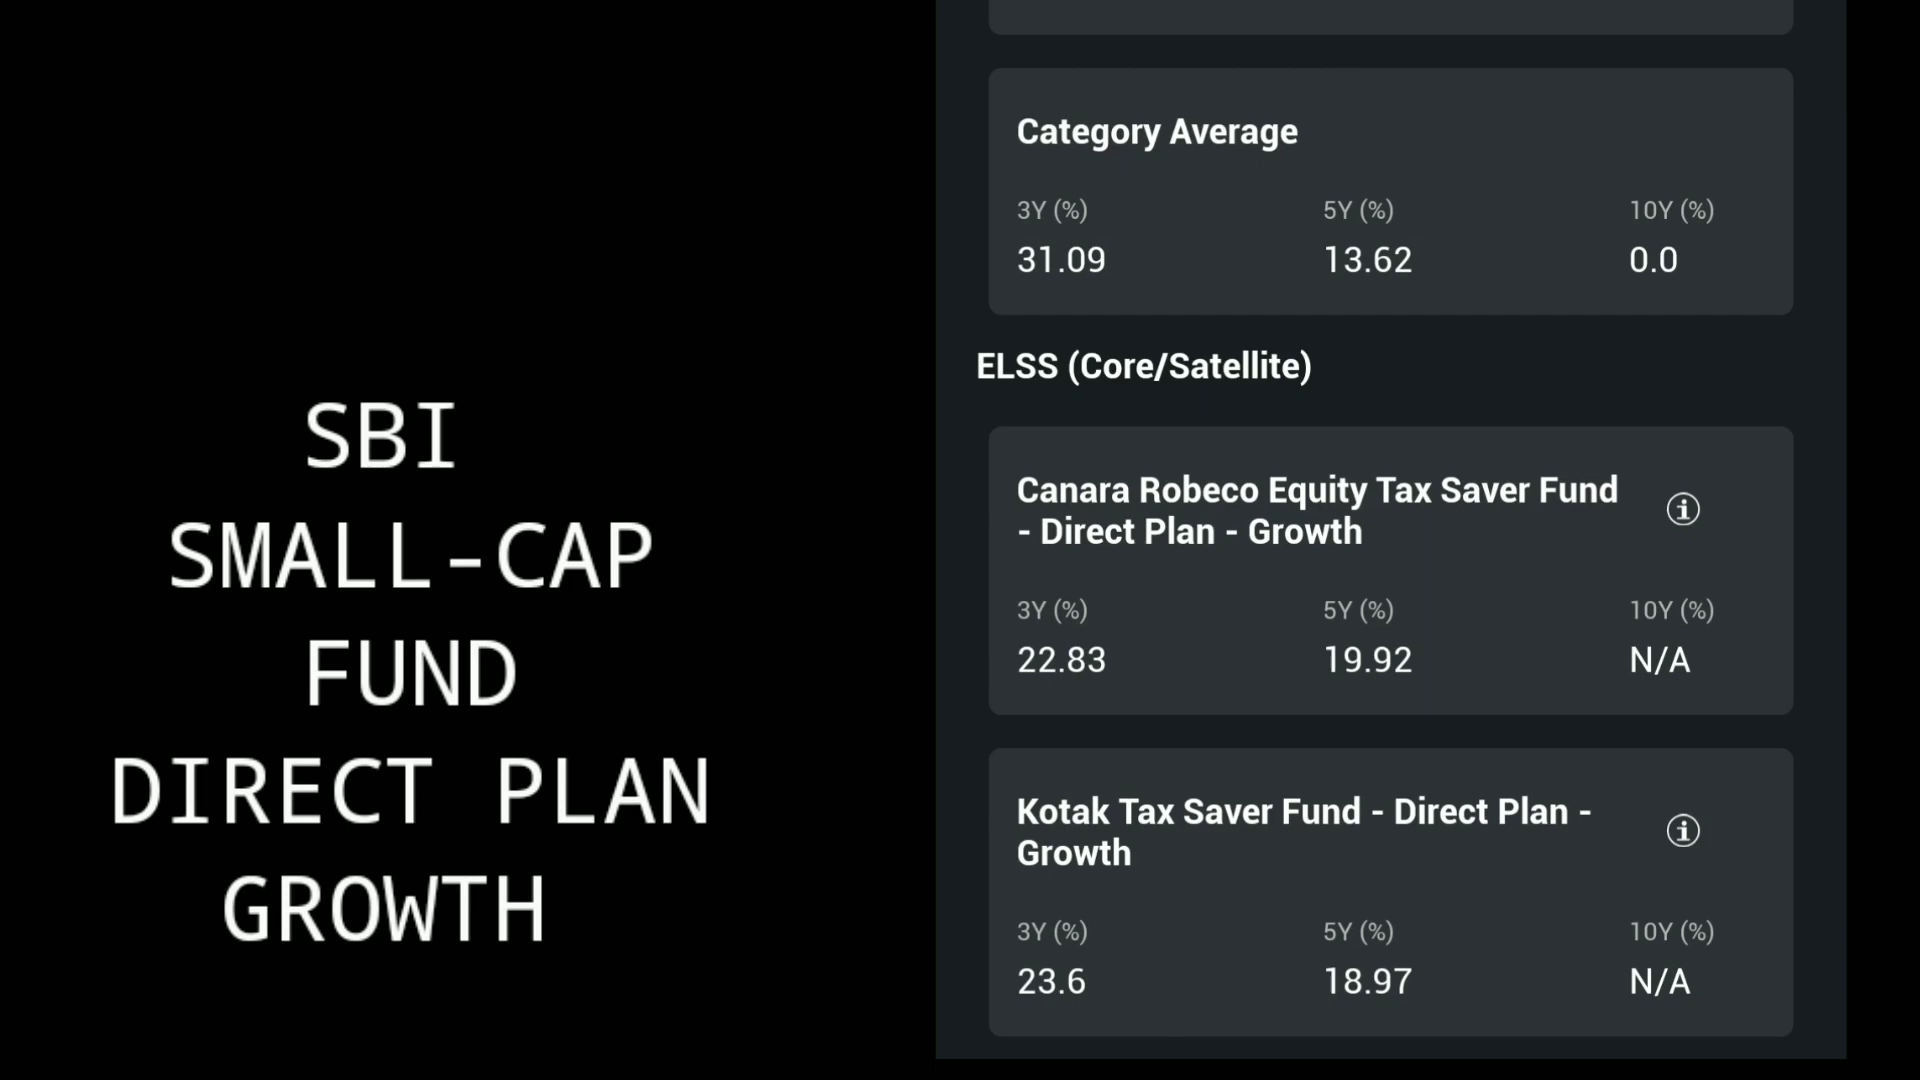 SBI
SMALL-CAP
FUND
DIRECT PLAN
GROWTH
Category Average
3Y (%) 5Y (%) 10Y (%)
31.09 13.62 0.0
ELSS (Core/Satellite)
Canara Robeco Equity Tax Saver Fund
- Direct Plan - Growth
3Y (%) 5Y (%) 10Y (%)
22.83 19.92 N/A
Kotak Tax Saver Fund - Direct Plan -
Growth
3Y (%) 5Y (%) 10Y (%)
23.6 18.97 N/A